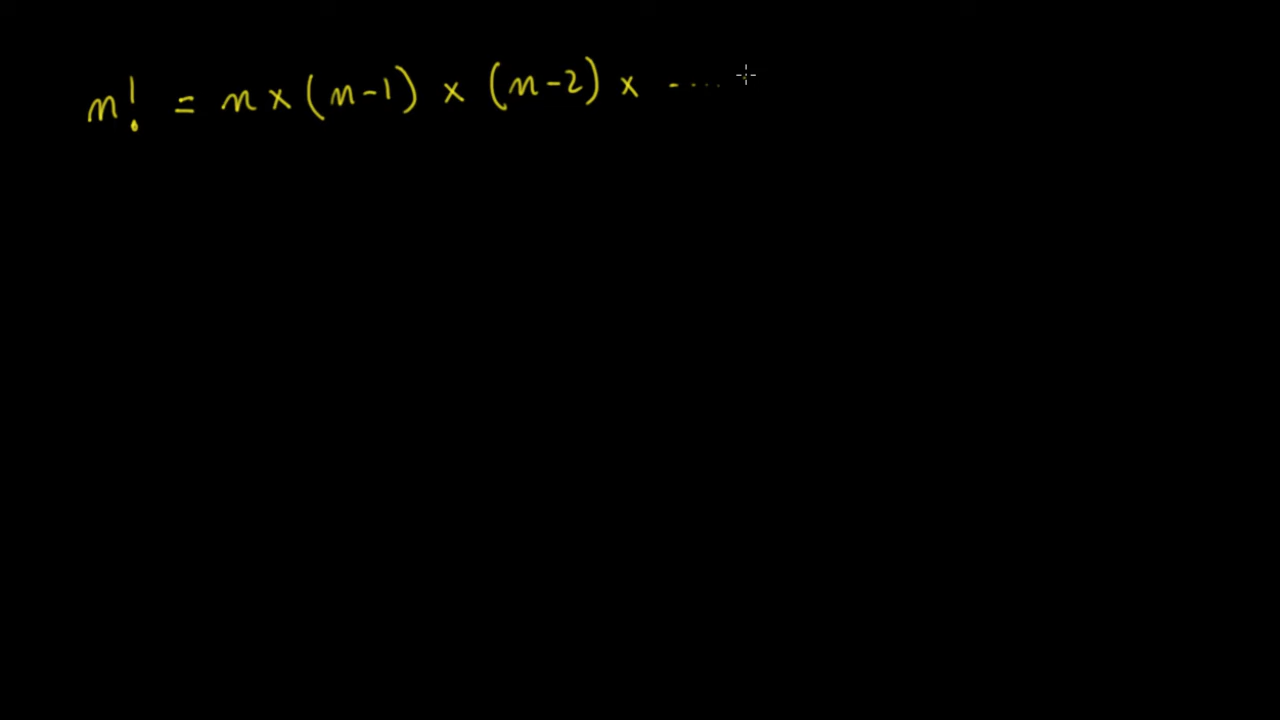 n! = n × (n-1) × (n-2) × .....